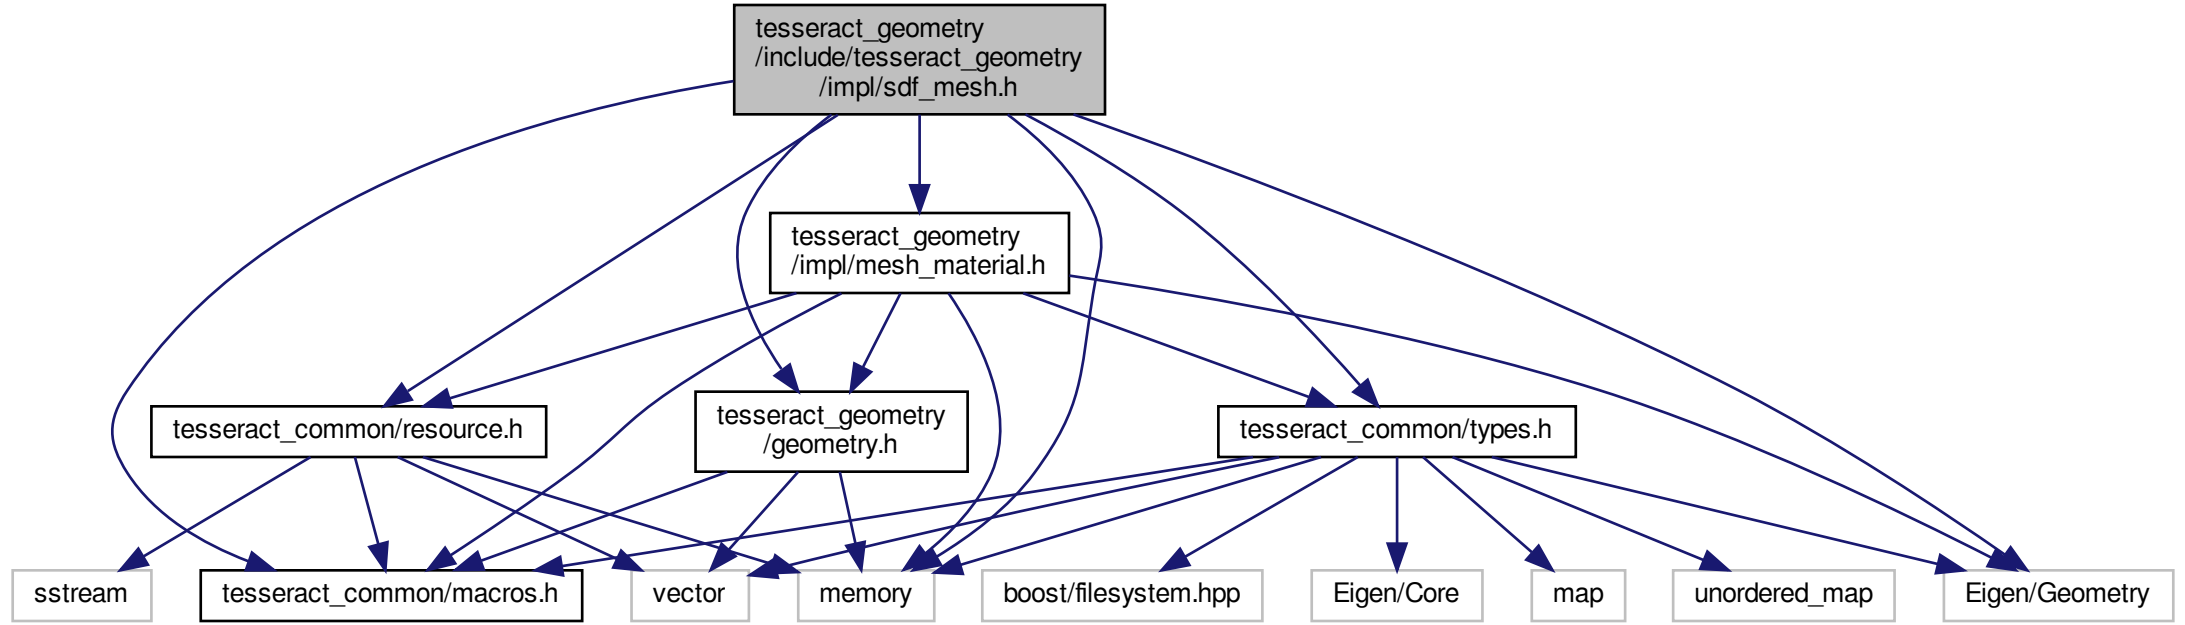 tesseract_geometry
/include/tesseract_geometry
/impl/sdf_mesh.h
tesseract_geometry
/impl/mesh_material.h
tesseract_common/resource.h
tesseract_geometry
/geometry.h
tesseract_common/types.h
sstream
tesseract_common/macros.h
vector
memory
boost/filesystem.hpp
Eigen/Core
map
unordered_map
Eigen/Geometry